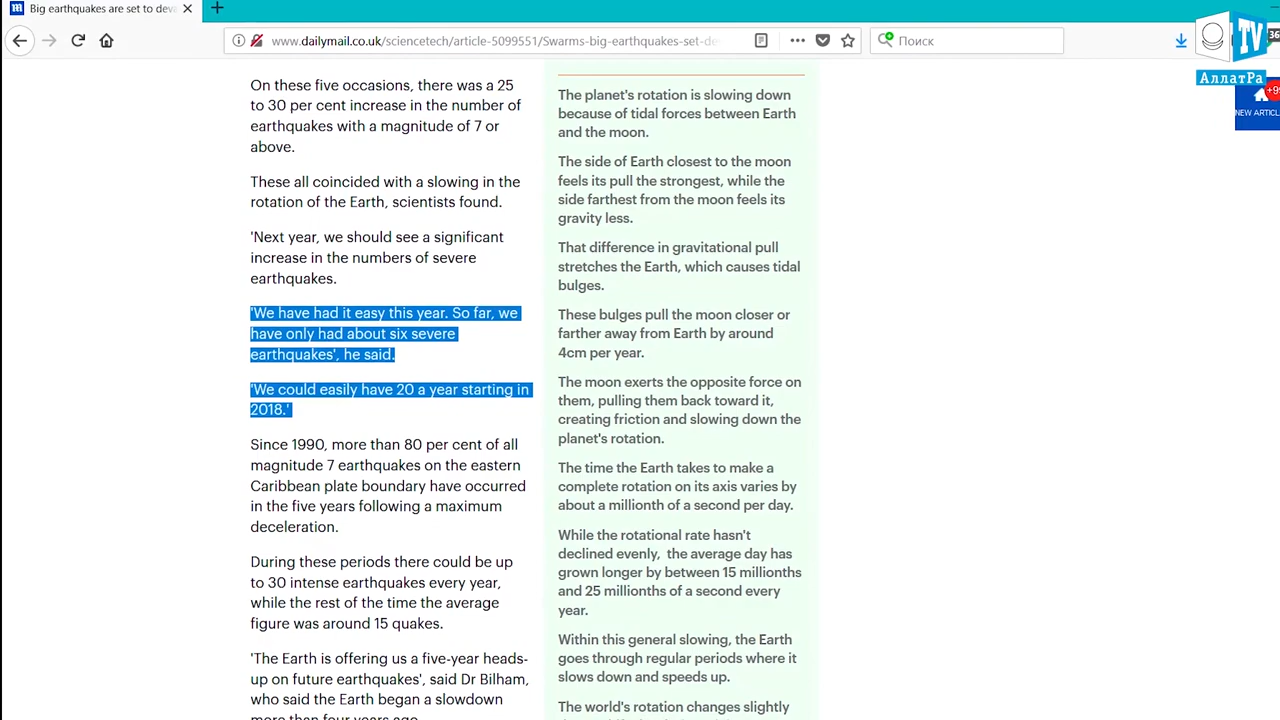 Big earthquakes are set to deva
www.dailymail.co.uk/sciencetech/article-5099551/Swarms-big-earthquakes-set-de
Поиск
TV
36
АллатРа
+99
NEW ARTICL
On these five occasions, there was a 25
to 30 per cent increase in the number of
earthquakes with a magnitude of 7 or
above.
These all coincided with a slowing in the
rotation of the Earth, scientists found.
'Next year, we should see a significant
increase in the numbers of severe
earthquakes.
'We have had it easy this year. So far, we
have only had about six severe
earthquakes', he said.
'We could easily have 20 a year starting in
2018.'
Since 1990, more than 80 per cent of all
magnitude 7 earthquakes on the eastern
Caribbean plate boundary have occurred
in the five years following a maximum
deceleration.
During these periods there could be up
to 30 intense earthquakes every year,
while the rest of the time the average
figure was around 15 quakes.
'The Earth is offering us a five-year heads-
up on future earthquakes', said Dr Bilham,
who said the Earth began a slowdown
more than four years ago.
The planet's rotation is slowing down
because of tidal forces between Earth
and the moon.
The side of Earth closest to the moon
feels its pull the strongest, while the
side farthest from the moon feels its
gravity less.
That difference in gravitational pull
stretches the Earth, which causes tidal
bulges.
These bulges pull the moon closer or
farther away from Earth by around
4cm per year.
The moon exerts the opposite force on
them, pulling them back toward it,
creating friction and slowing down the
planet's rotation.
The time the Earth takes to make a
complete rotation on its axis varies by
about a millionth of a second per day.
While the rotational rate hasn't
declined evenly, the average day has
grown longer by between 15 millionths
and 25 millionths of a second every
year.
Within this general slowing, the Earth
goes through regular periods where it
slows down and speeds up.
The world's rotation changes slightly